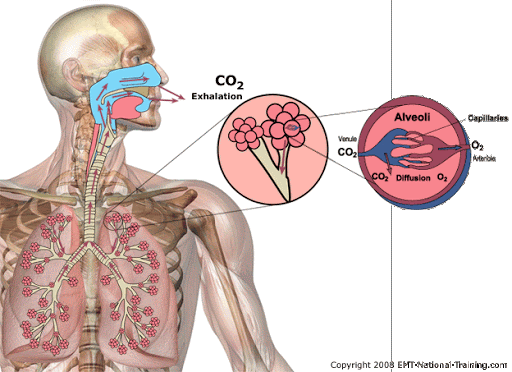 CO2
Exhalation
Alveoli
Capillaries
Venule
CO2
O2
Arteriole
CO2 Diffusion O2
Copyright 2008 EMT-National-Training.com